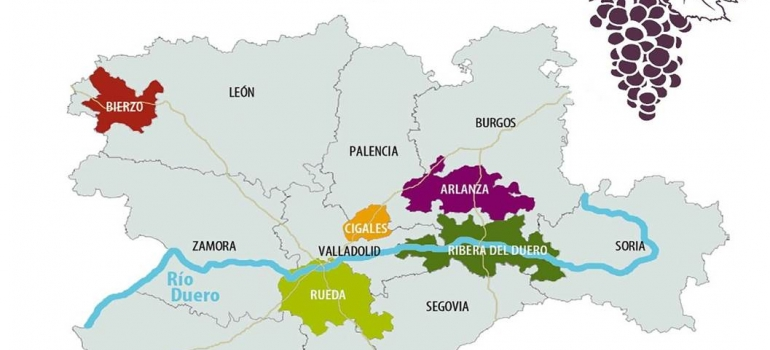 LEÓN
BIERZO
BURGOS
PALENCIA
ARLANZA
CIGALES
ZAMORA
VALLADOLID
RIBERA DEL DUERO
SORIA
Río
Duero
RUEDA
SEGOVIA